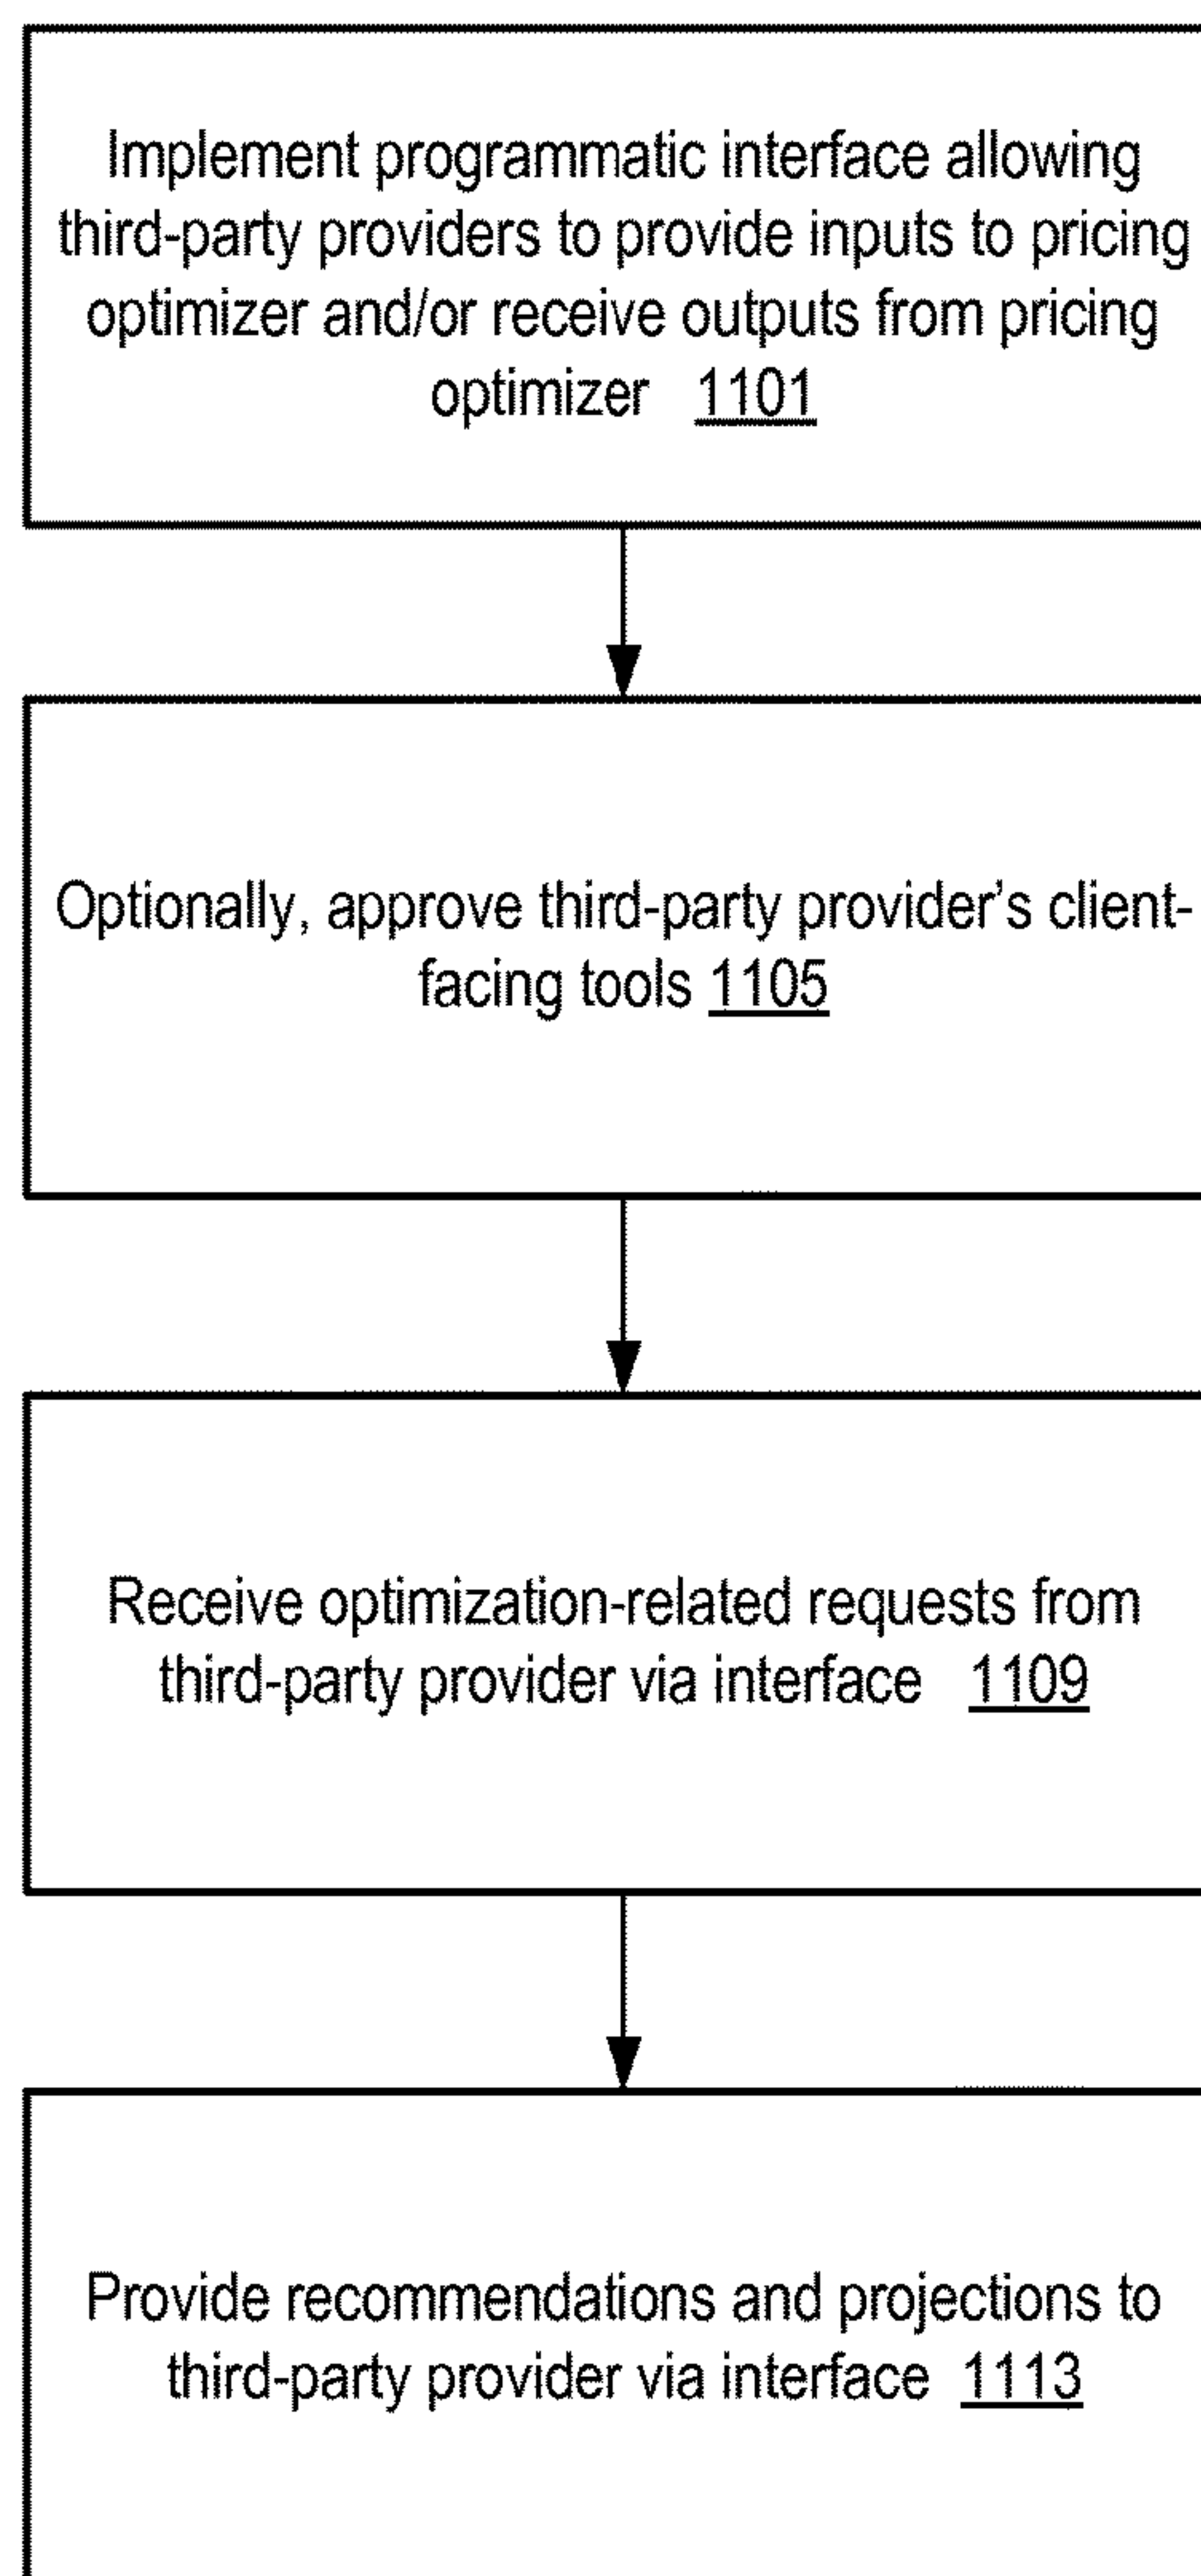 Implement programmatic interface allowing
third-party providers to provide inputs to pricing
optimizer and/or receive outputs from pricing
optimizer 1101
Optionally, approve third-party provider’s client-
facing tools 1105
Receive optimization-related requests from
third-party provider via interface 1109
Provide recommendations and projections to
third-party provider via interface 1113